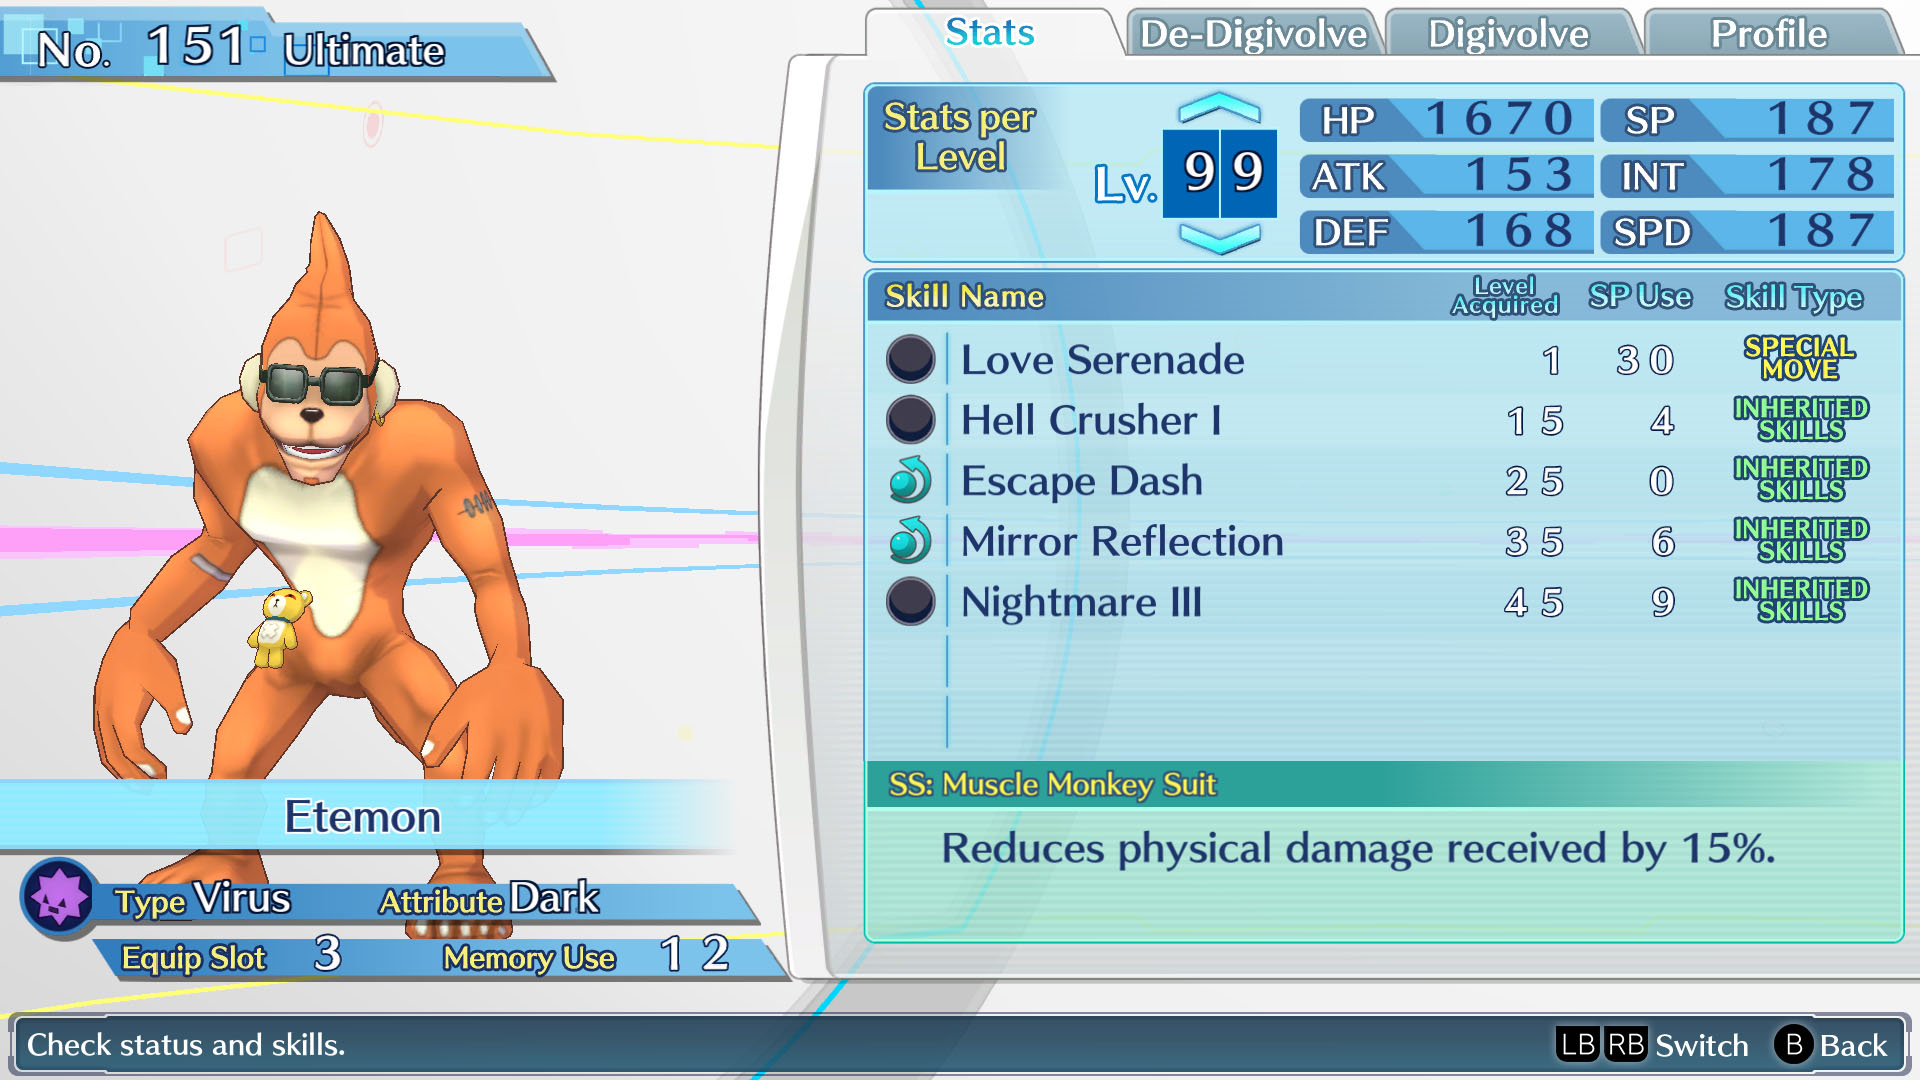 No. 151 Ultimate
Stats
De-Digivolve
Digivolve
Profile
Stats per
Level
Lv. 99
HP 1670
SP 187
ATK 153
INT 178
DEF 168
SPD 187
Skill Name
Level
Acquired
SP Use
Skill Type
Love Serenade 1 30 SPECIAL
MOVE
Hell Crusher I 15 4 INHERITED
SKILLS
Escape Dash 25 0 INHERITED
SKILLS
Mirror Reflection 35 6 INHERITED
SKILLS
Nightmare III 45 9 INHERITED
SKILLS
SS: Muscle Monkey Suit
Reduces physical damage received by 15%.
Etemon
Type Virus Attribute Dark
Equip Slot 3 Memory Use 12
Check status and skills.
LB RB Switch B Back